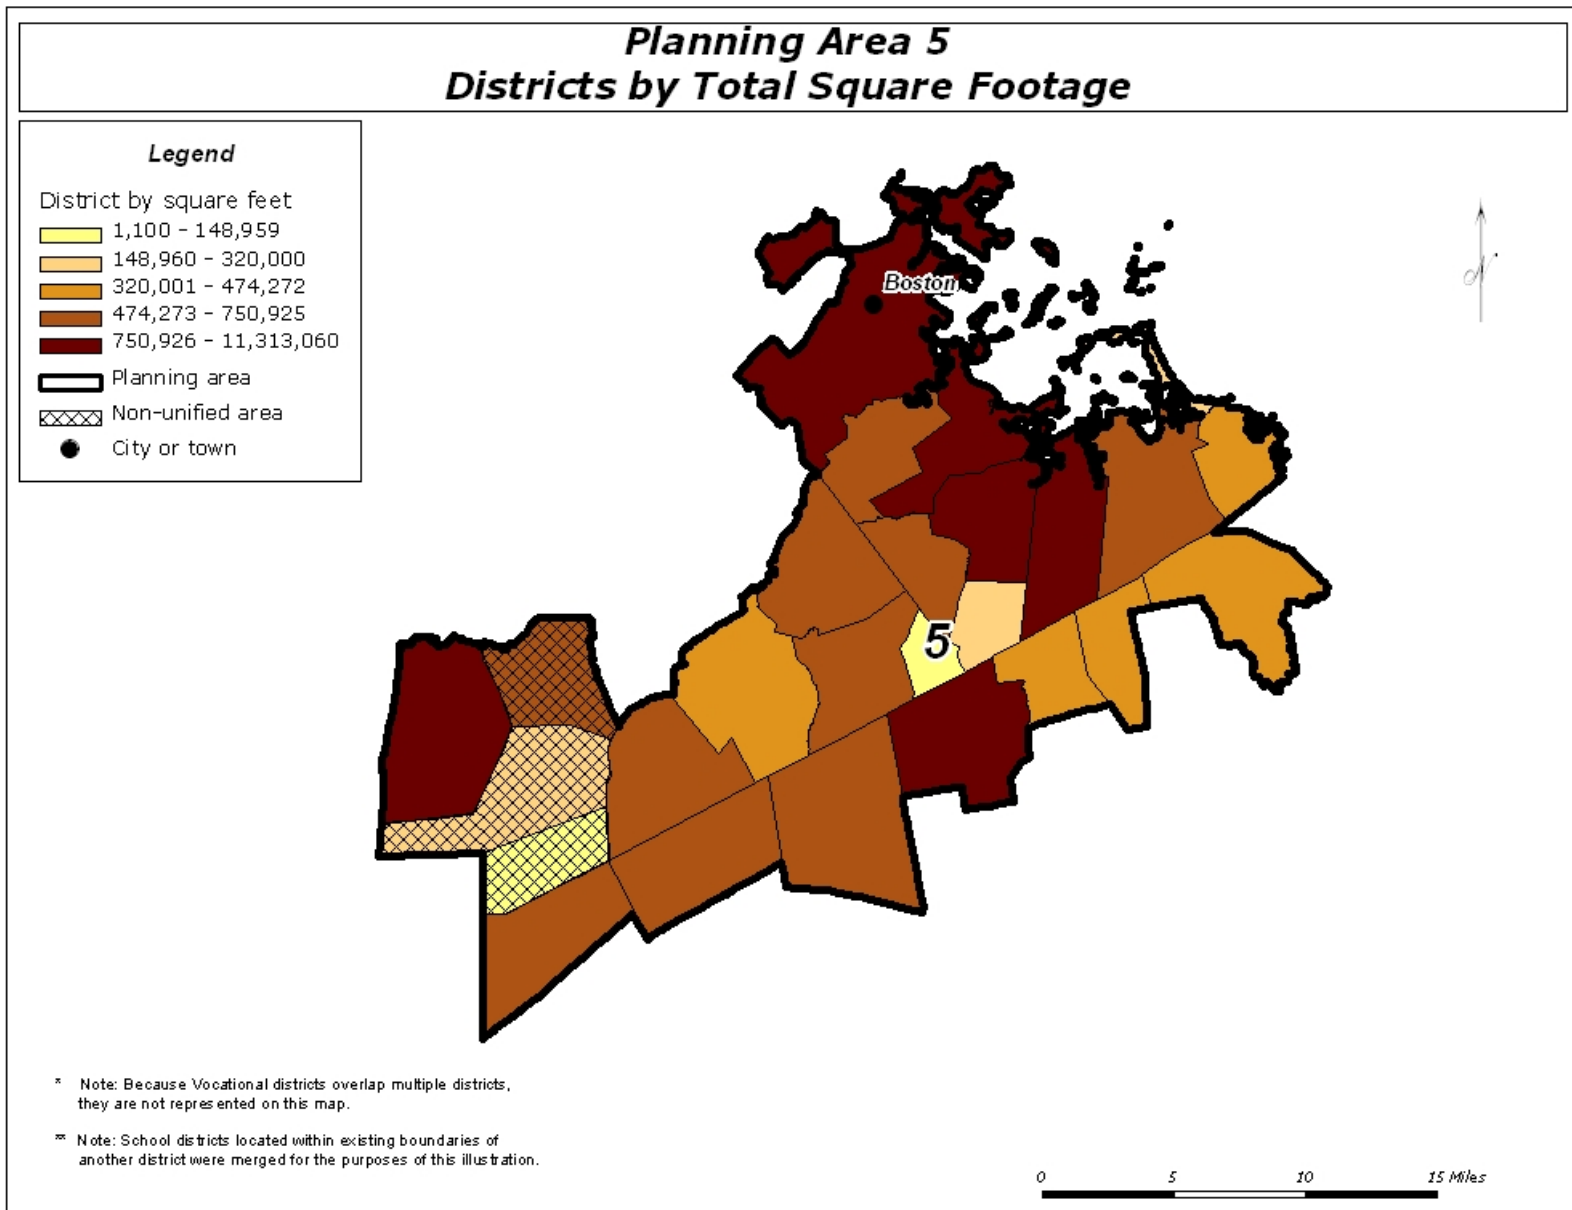 Planning Area 5
Districts by Total Square Footage
Legend
District by square feet
1,100 - 148,959
148,960 - 320,000
320,001 - 474,272
474,273 - 750,925
750,926 - 11,313,060
Planning area
Non-unified area
City or town
Boston
N
5
* Note: Because Vocational districts overlap multiple districts,
they are not represented on this map.
** Note: School districts located within existing boundaries of
another district were merged for the purposes of this illustration.
0 5 10 15 Miles